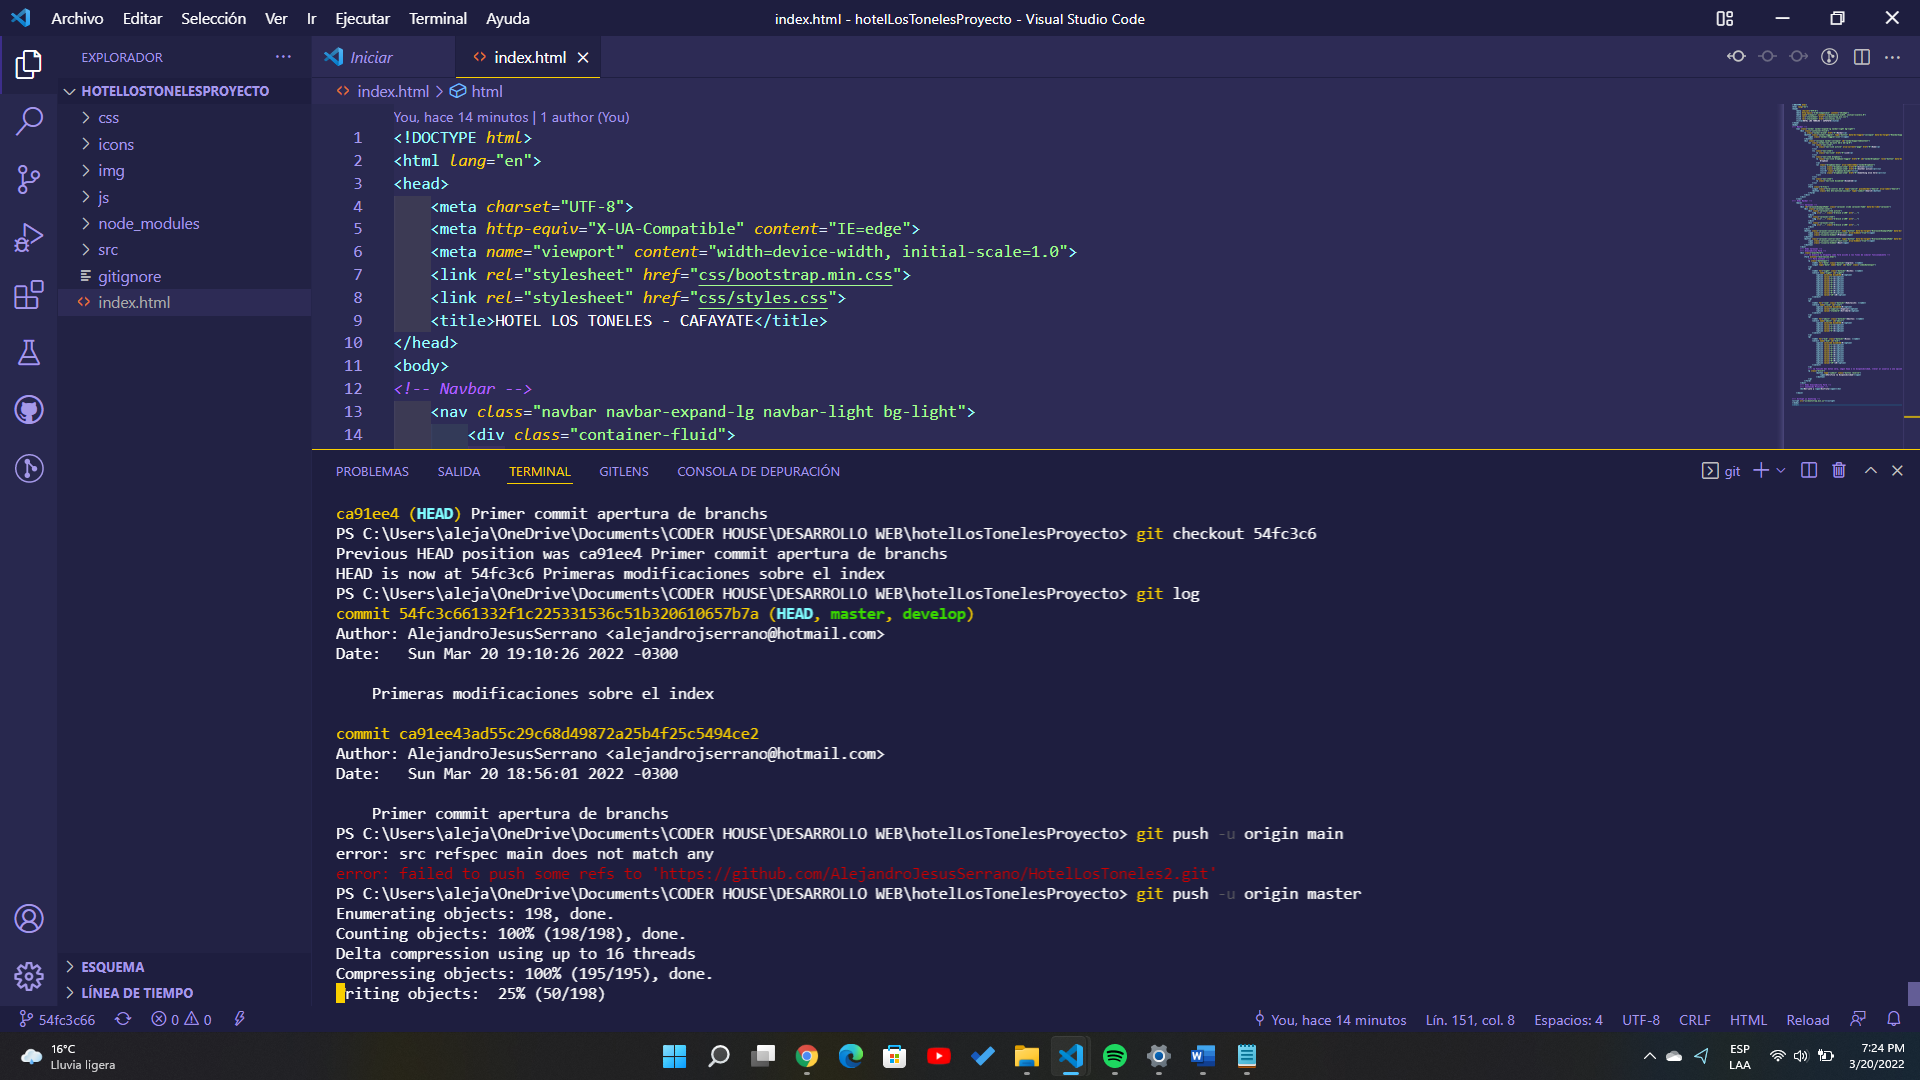 Archivo Editar Selección Ver Ir Ejecutar Terminal Ayuda
index.html - hotelLosTonelesProyecto - Visual Studio Code
EXPLORADOR
HOTELLOSTONELESPROYECTO
css
icons
img
js
node_modules
src
gitignore
index.html
ESQUEMA
LÍNEA DE TIEMPO
Iniciar
index.html
index.html > html
You, hace 14 minutos | 1 author (You)
1 <!DOCTYPE html>
2 <html lang="en">
3 <head>
4 <meta charset="UTF-8">
5 <meta http-equiv="X-UA-Compatible" content="IE=edge">
6 <meta name="viewport" content="width=device-width, initial-scale=1.0">
7 <link rel="stylesheet" href="css/bootstrap.min.css">
8 <link rel="stylesheet" href="css/styles.css">
9 <title>HOTEL LOS TONELES - CAFAYATE</title>
10 </head>
11 <body>
12 <!-- Navbar -->
13 <nav class="navbar navbar-expand-lg navbar-light bg-light">
14 <div class="container-fluid">
PROBLEMAS SALIDA TERMINAL GITLENS CONSOLA DE DEPURACIÓN
git
ca91ee4 (HEAD) Primer commit apertura de branchs
PS C:\Users\aleja\OneDrive\Documents\CODER HOUSE\DESARROLLO WEB\hotelLosTonelesProyecto> git checkout 54fc3c6
Previous HEAD position was ca91ee4 Primer commit apertura de branchs
HEAD is now at 54fc3c6 Primeras modificaciones sobre el index
PS C:\Users\aleja\OneDrive\Documents\CODER HOUSE\DESARROLLO WEB\hotelLosTonelesProyecto> git log
commit 54fc3c661332f1c225331536c51b320610657b7a (HEAD, master, develop)
Author: AlejandroJesusSerrano <alejandrojserrano@hotmail.com>
Date: Sun Mar 20 19:10:26 2022 -0300
Primeras modificaciones sobre el index
commit ca91ee43ad55c29c68d49872a25b4f25c5494ce2
Author: AlejandroJesusSerrano <alejandrojserrano@hotmail.com>
Date: Sun Mar 20 18:56:01 2022 -0300
Primer commit apertura de branchs
PS C:\Users\aleja\OneDrive\Documents\CODER HOUSE\DESARROLLO WEB\hotelLosTonelesProyecto> git push -u origin main
error: src refspec main does not match any
error: failed to push some refs to 'https://github.com/AlejandroJesusSerrano/HotelLosToneles2.git'
PS C:\Users\aleja\OneDrive\Documents\CODER HOUSE\DESARROLLO WEB\hotelLosTonelesProyecto> git push -u origin master
Enumerating objects: 198, done.
Counting objects: 100% (198/198), done.
Delta compression using up to 16 threads
Compressing objects: 100% (195/195), done.
riting objects: 25% (50/198)
54fc3c66 0 0
You, hace 14 minutos Lín. 151, col. 8 Espacios: 4 UTF-8 CRLF HTML Reload
16°C
Lluvia ligera
ESP
LAA
7:24 PM
3/20/2022